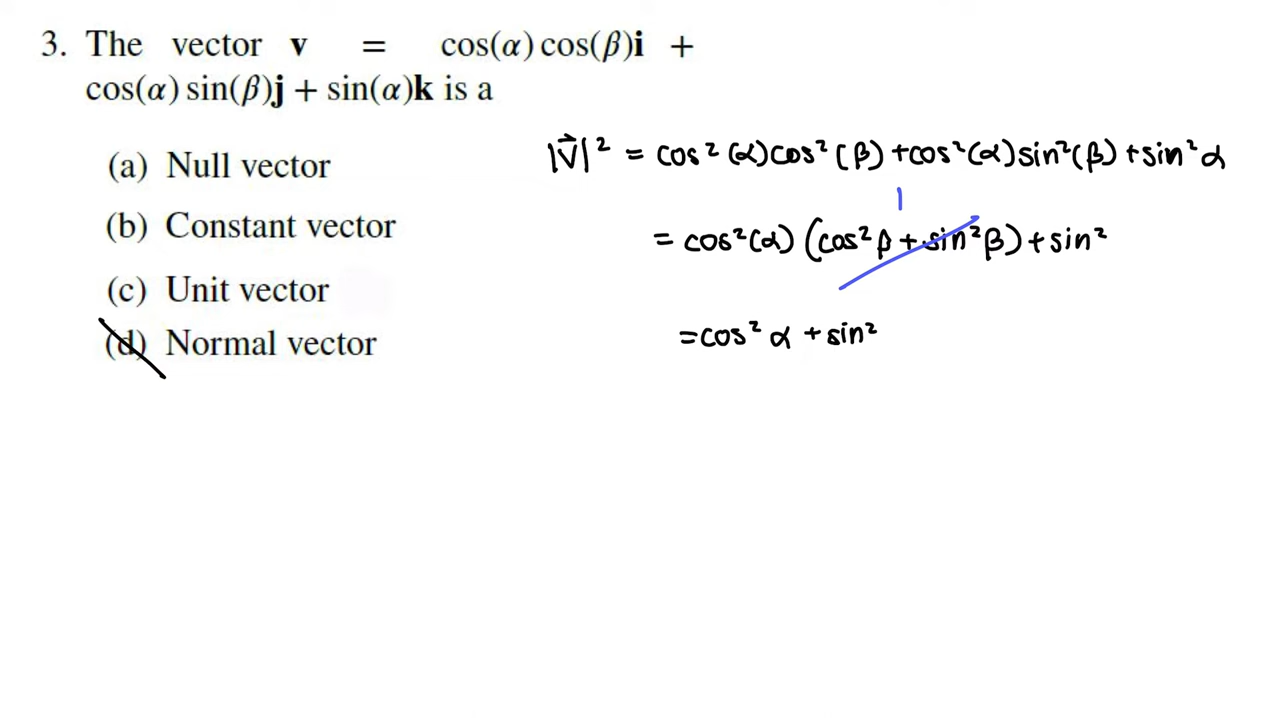 3. The vector v = cos(α) cos(β)i +
cos(α) sin(β)j + sin(α)k is a
(a) Null vector
(b) Constant vector
(c) Unit vector
(d) Normal vector
|v⃗|² = cos²(α)cos²(β) + cos²(α)sin²(β) + sin²α
1
= cos²(α) (cos²β + sin²β) + sin²
= cos²α + sin²